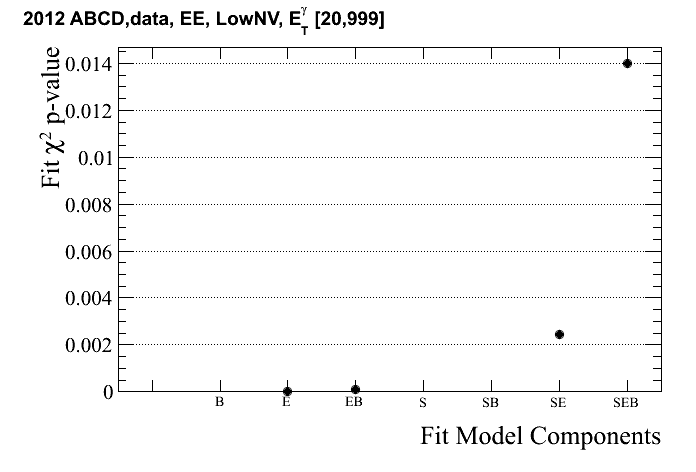 2012 ABCD,data, EE, LowNV, E_T^γ [20,999]
Fit χ² p-value
0.014
0.012
0.01
0.008
0.006
0.004
0.002
0
B E EB S SB SE SEB
Fit Model Components